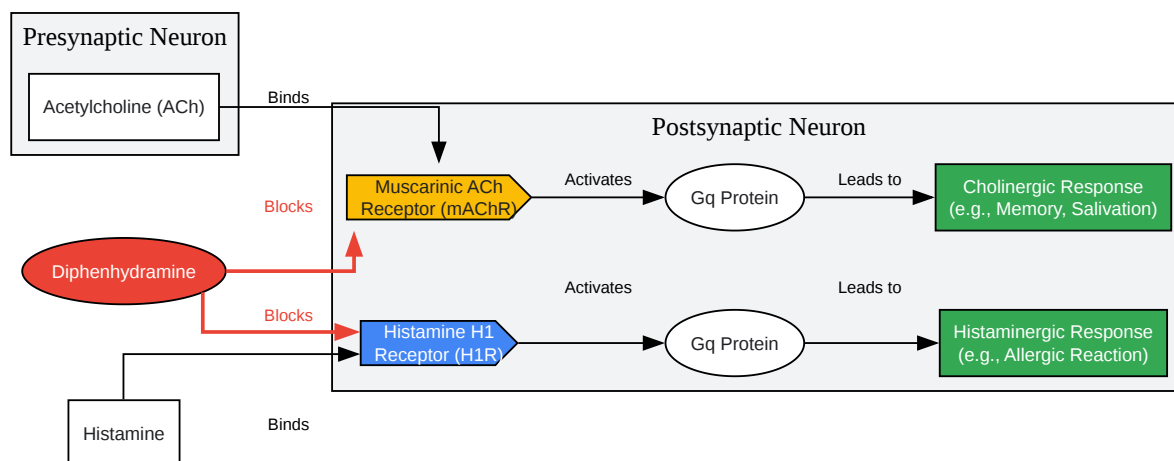 Presynaptic Neuron
Acetylcholine (ACh)
Binds
Postsynaptic Neuron
Muscarinic ACh
Receptor (mAChR)
Activates
Gq Protein
Leads to
Cholinergic Response
(e.g., Memory, Salivation)
Blocks
Diphenhydramine
Blocks
Histamine H1
Receptor (H1R)
Activates
Gq Protein
Leads to
Histaminergic Response
(e.g., Allergic Reaction)
Histamine
Binds